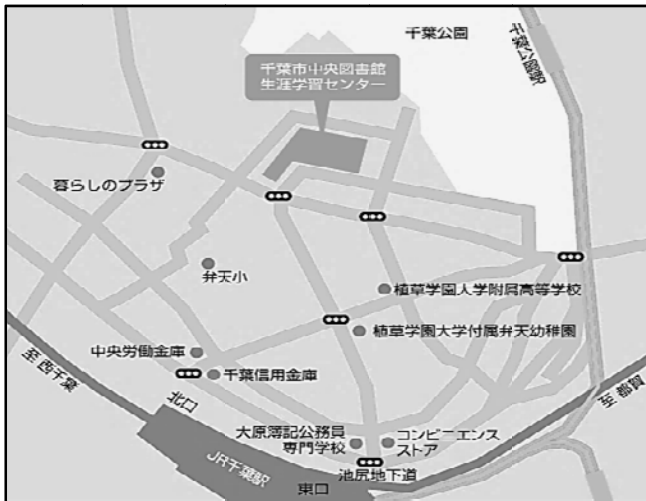 千葉公園
千葉公園駅
千葉市中央図書館
生涯学習センター
暮らしのプラザ
弁天小
植草学園大学附属高等学校
植草学園大学付属弁天幼稚園
中央労働金庫
千葉信用金庫
至 西千葉
北口
至 都賀
大原簿記公務員
専門学校
コンビニエンス
ストア
JR千葉駅
東口
池尻地下道